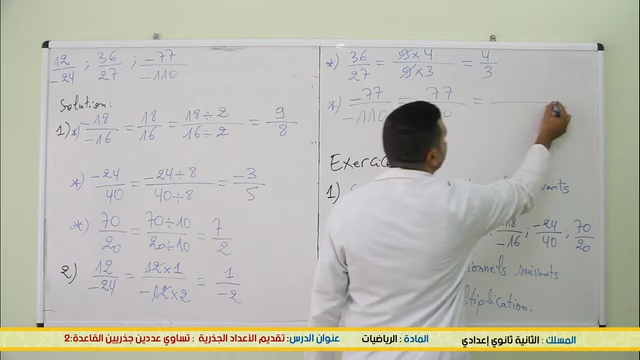 12/-24 ; 36/27 ; -77/-110
Solution:
1) *) -18/-16 = 18/16 = 18÷2/16÷2 = 9/8
*) -24/40 = -24÷8/40÷8 = -3/5
*) 70/20 = 70÷10/20÷10 = 7/2
2) 12/-24 = 12×1/-12×2 = 1/-2
*) 36/27 = 9×4/9×3 = 4/3
*) -77/-110 = 77/ =
Exercice
1)
-18/-16 ; -24/40 ; 70/20
suivants
المسلك : الثانية ثانوي إعدادي المادة : الرياضيات عنوان الدرس: تقديم الأعداد الجذرية : تساوي عددين جذريين القاعدة:2